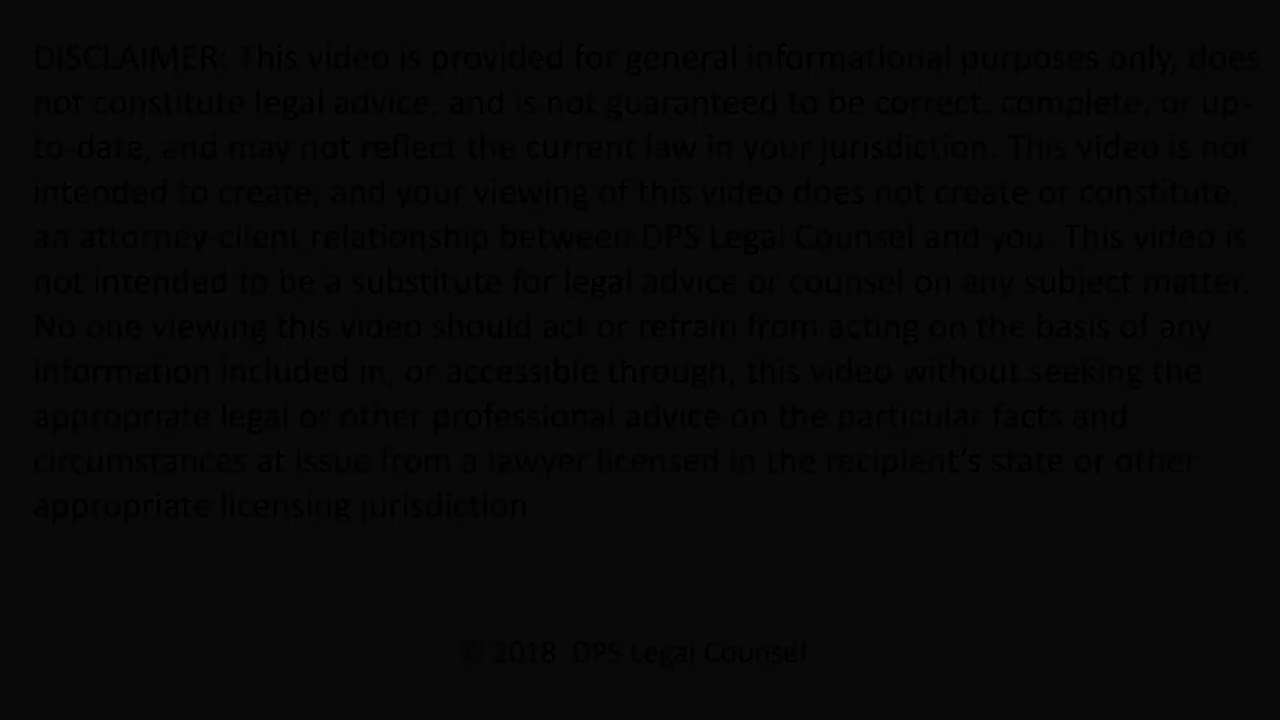 DISCLAIMER: This video is provided for general informational purposes only, does
not constitute legal advice, and is not guaranteed to be correct, complete, or up-
to-date, and may not reflect the current law in your jurisdiction. This video is not
intended to create, and your viewing of this video does not create or constitute,
an attorney-client relationship between DPS Legal Counsel and you. This video is
not intended to be a substitute for legal advice or counsel on any subject matter.
No one viewing this video should act or refrain from acting on the basis of any
information included in, or accessible through, this video without seeking the
appropriate legal or other professional advice on the particular facts and
circumstances at issue from a lawyer licensed in the recipient's state or other
appropriate licensing jurisdiction.
© 2018 DPS Legal Counsel